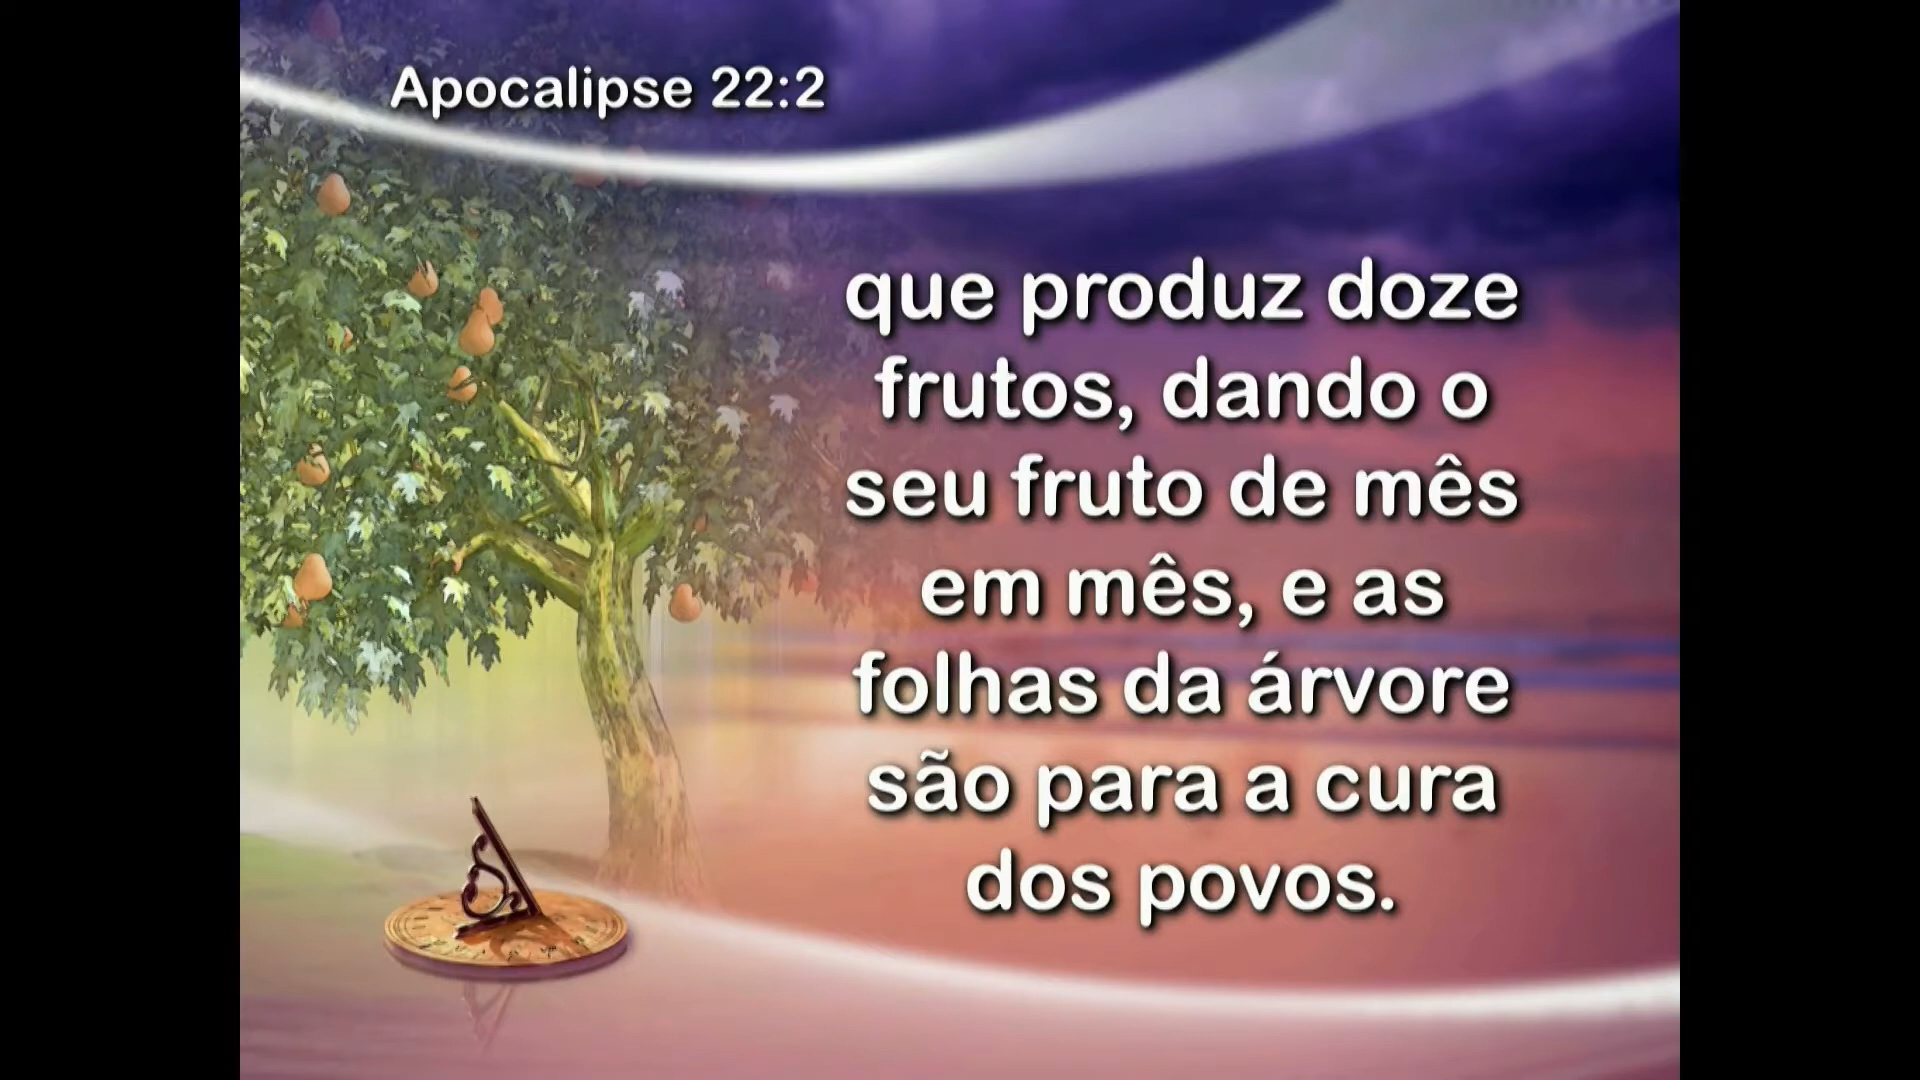 Apocalipse 22:2
que produz doze
frutos, dando o
seu fruto de mês
em mês, e as
folhas da árvore
são para a cura
dos povos.